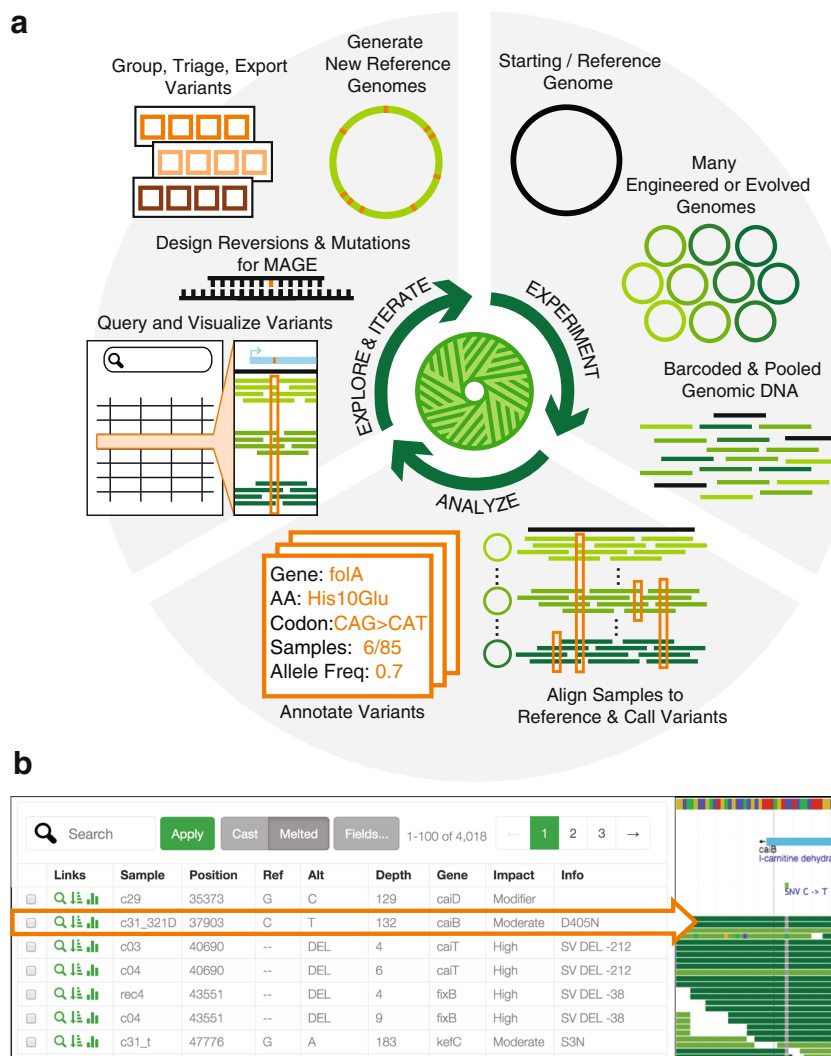 a
Group, Triage, Export
Variants
Generate
New Reference
Genomes
Starting / Reference
Genome
Many
Engineered or Evolved
Genomes
Design Reversions & Mutations
for MAGE
Query and Visualize Variants
Barcoded & Pooled
Genomic DNA
EXPLORE & ITERATE
EXPERIMENT
ANALYZE
Gene: folA
AA: His10Glu
Codon:CAG>CAT
Samples: 6/85
Allele Freq: 0.7
Annotate Variants
Align Samples to
Reference & Call Variants
b
Search Apply Cast Melted Fields... 1-100 of 4,018 ← 1 2 3 →
Links Sample Position Ref Alt Depth Gene Impact Info
c29 35373 G C 129 caiD Modifier
c31_321D 37903 C T 132 caiB Moderate D405N
c03 40690 -- DEL 4 caiT High SV DEL -212
c04 40690 -- DEL 6 caiT High SV DEL -212
rec4 43551 -- DEL 4 fixB High SV DEL -38
c04 43551 -- DEL 9 fixB High SV DEL -38
c31_t 47776 G A 183 kefC Moderate S3N
caiB
l-carnitine dehydra
SNV C -> T